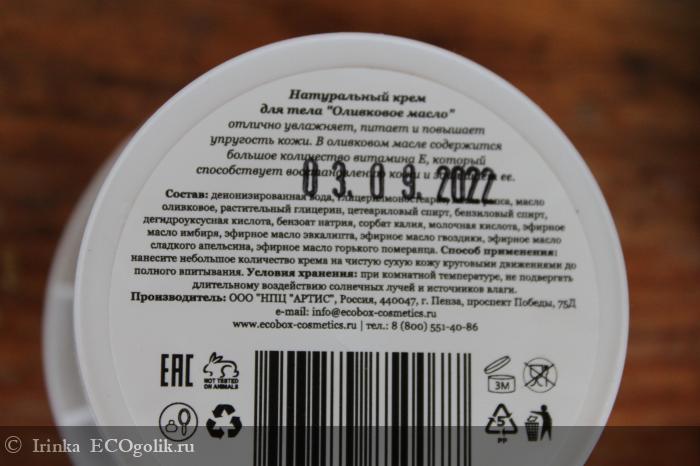 Натуральный крем
для тела "Оливковое масло"
отлично увлажняет, питает и повышает
упругость кожи. В оливковом масле содержится
большое количество витамина Е, который
способствует восстановлению кожи и ее.
03.09.2022
Состав: деионизированная вода, глицерилмоностеарат, масло
оливковое, растительный глицерин, цетеариловый спирт, бензиловый спирт,
дегидроуксусная кислота, бензоат натрия, сорбат калия, молочная кислота, эфирное
масло имбиря, эфирное масло эвкалипта, эфирное масло гвоздики, эфирное масло
сладкого апельсина, эфирное масло горького померанца. Способ применения:
нанесите небольшое количество крема на чистую сухую кожу круговыми движениями до
полного впитывания. Условия хранения: при комнатной температуре, не подвергать
длительному воздействию солнечных лучей и источников влаги.
Производитель: ООО "НПЦ "АРТИС", Россия, 440047, г. Пенза, проспект Победы, 75Д
e-mail: info@ecobox-cosmetics.ru
www.ecobox-cosmetics.ru | тел.: 8 (800) 551-40-86
EAC
NOT TESTED
ON ANIMALS
3M
5
PP
Irinka ECOgolik.ru